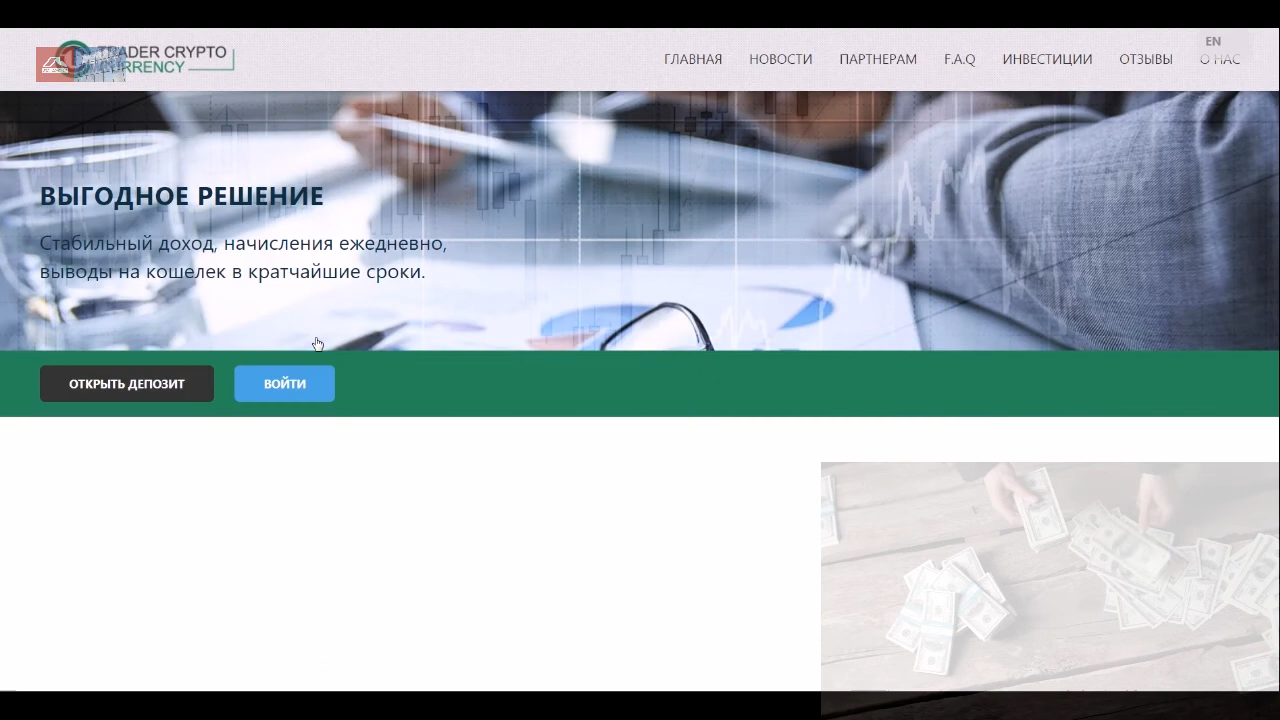 TRADER CRYPTO
CURRENCY
ГЛАВНАЯ НОВОСТИ ПАРТНЕРАМ F.A.Q ИНВЕСТИЦИИ ОТЗЫВЫ О НАС
EN
ВЫГОДНОЕ РЕШЕНИЕ
Стабильный доход, начисления ежедневно,
выводы на кошелек в кратчайшие сроки.
ОТКРЫТЬ ДЕПОЗИТ ВОЙТИ